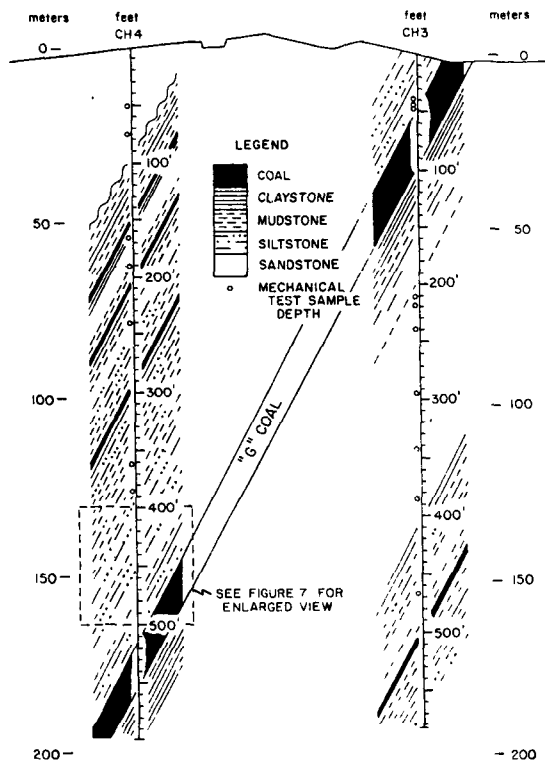 meters feet feet meters
CH4 CH3
0 0
LEGEND
COAL
CLAYSTONE
MUDSTONE
SILTSTONE
SANDSTONE
MECHANICAL
TEST SAMPLE
DEPTH
100' 100'
50 50
200' 200'
300' 300'
100 100
"G" COAL
400' 400'
150 150
SEE FIGURE 7 FOR
ENLARGED VIEW
500' 500'
200 200